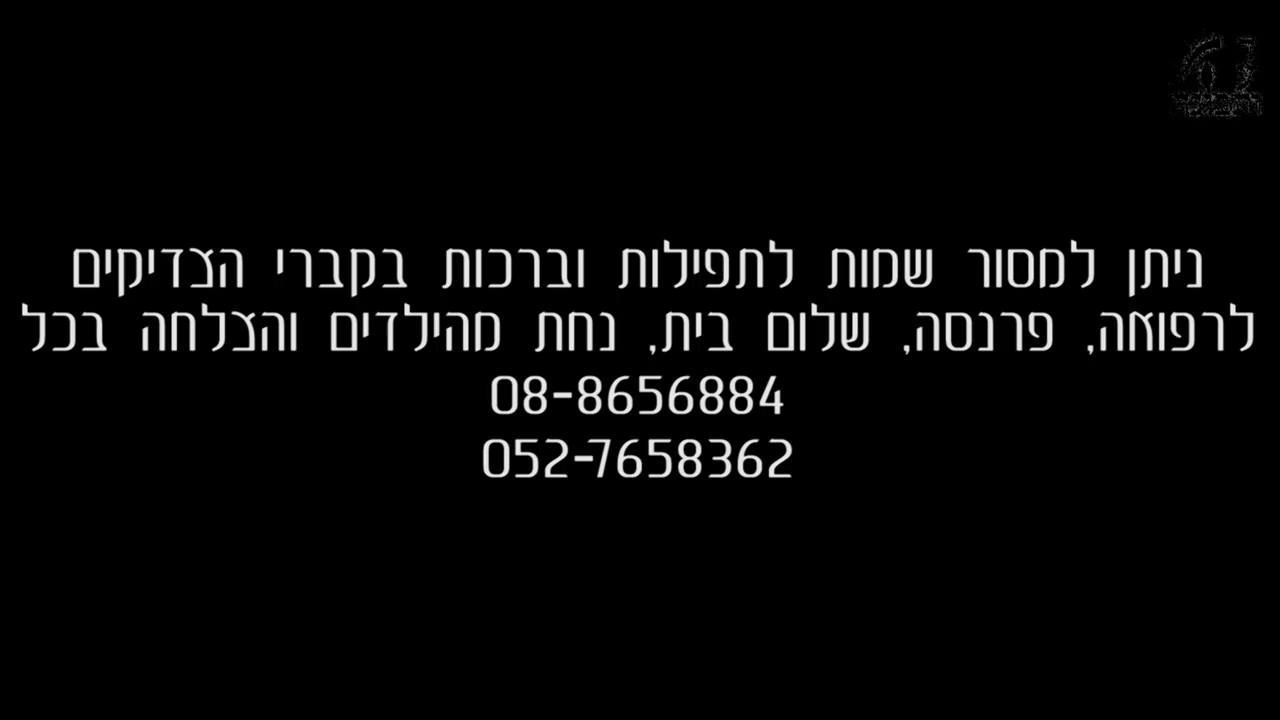 ניתן למסור שמות לתפילות וברכות בקברי הצדיקים
לרפואה, פרנסה, שלום בית, נחת מהילדים והצלחה בכל
08-8656884
052-7658362